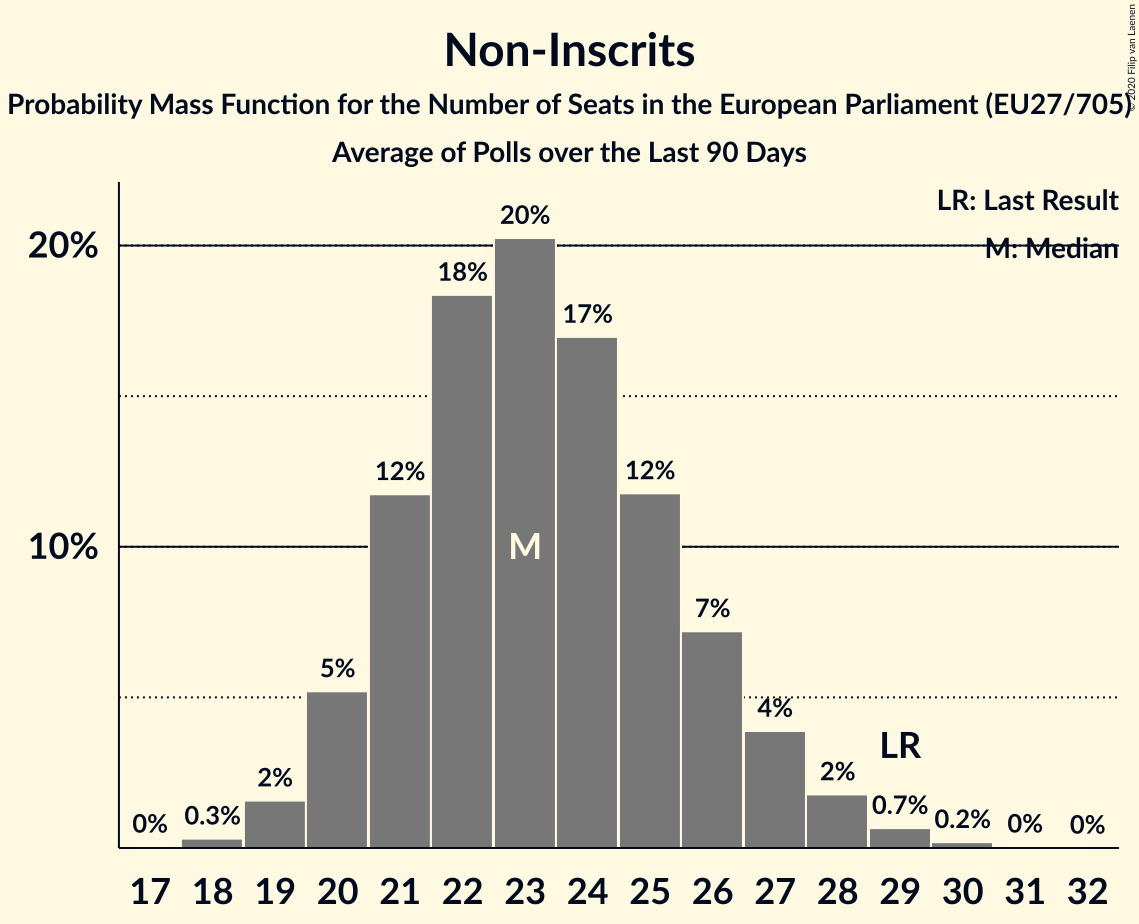 Non-Inscrits
Probability Mass Function for the Number of Seats in the European Parliament (EU27/705)
Average of Polls over the Last 90 Days
© 2020 Filip van Laenen
LR: Last Result
M: Median
20%
10%
0%
0.3%
2%
5%
12%
18%
20%
17%
12%
7%
4%
2%
0.7%
0.2%
0%
0%
M
LR
17 18 19 20 21 22 23 24 25 26 27 28 29 30 31 32